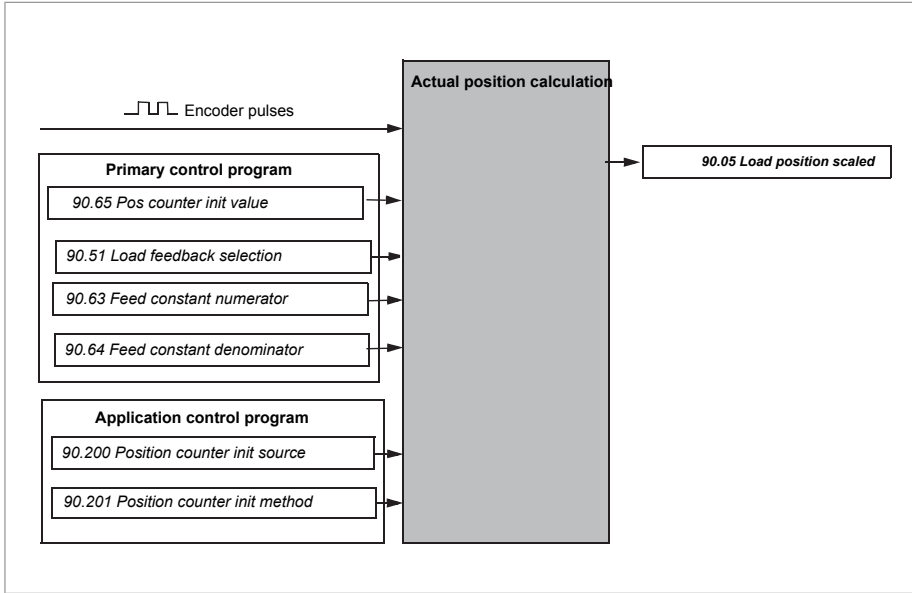 Actual position calculation
Encoder pulses
90.05 Load position scaled
Primary control program
90.65 Pos counter init value
90.51 Load feedback selection
90.63 Feed constant numerator
90.64 Feed constant denominator
Application control program
90.200 Position counter init source
90.201 Position counter init method